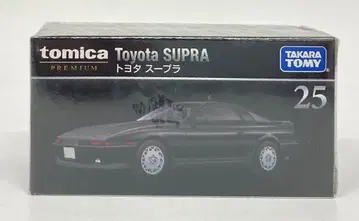 tomica
PREMIUM
Toyota SUPRA
トヨタ スープラ
TAKARA
TOMY
25